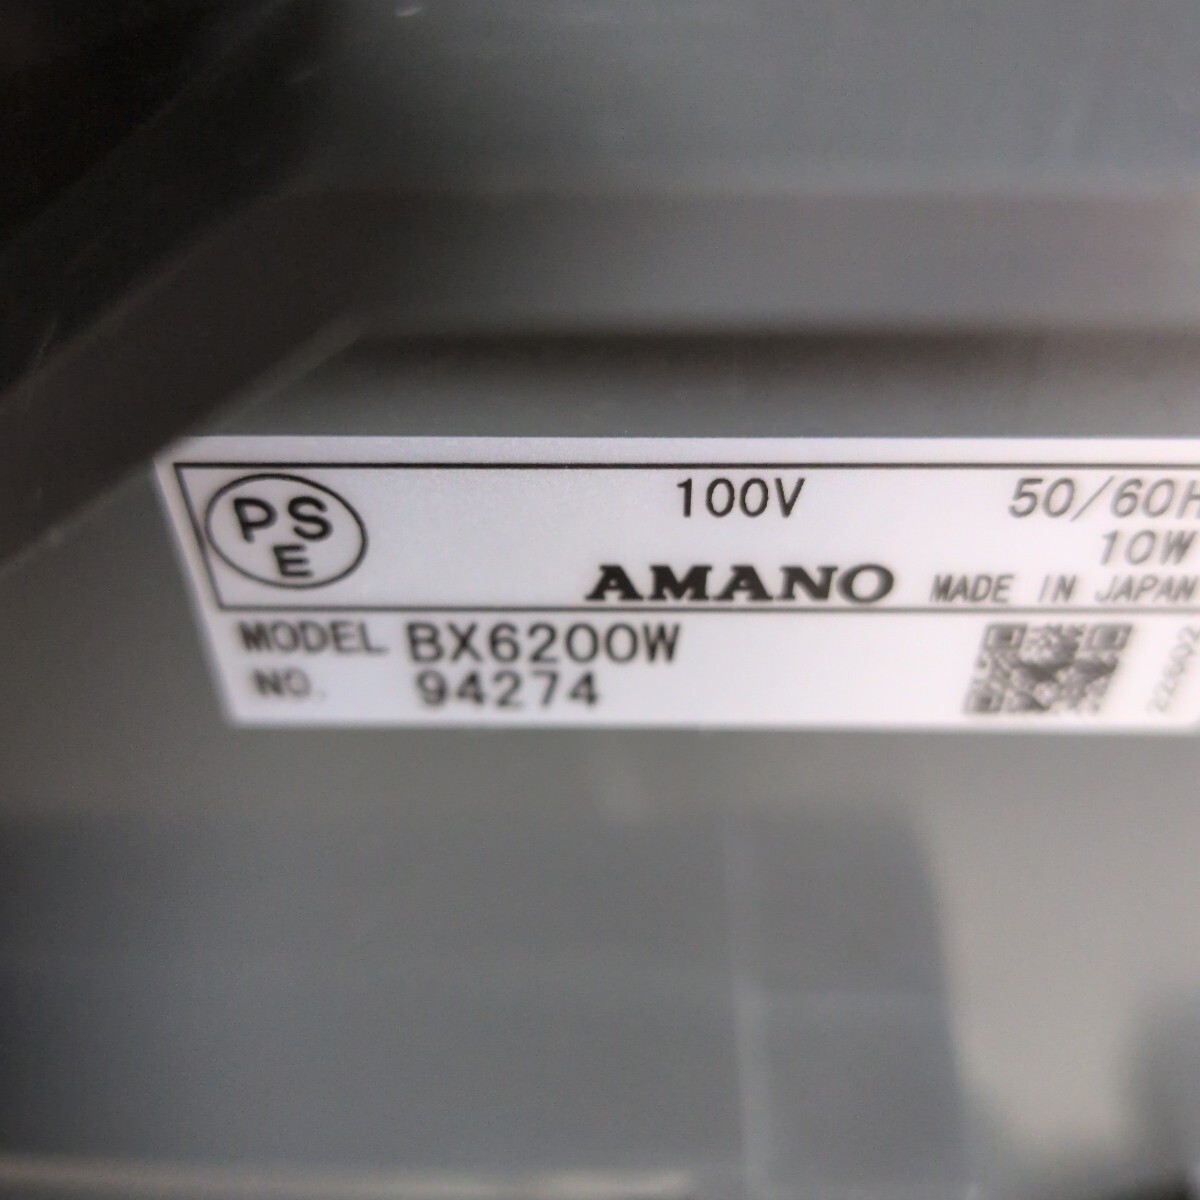 PSE
100V 50/60H
10W
AMANO MADE IN JAPAN
MODEL BX6200W
NO. 94274